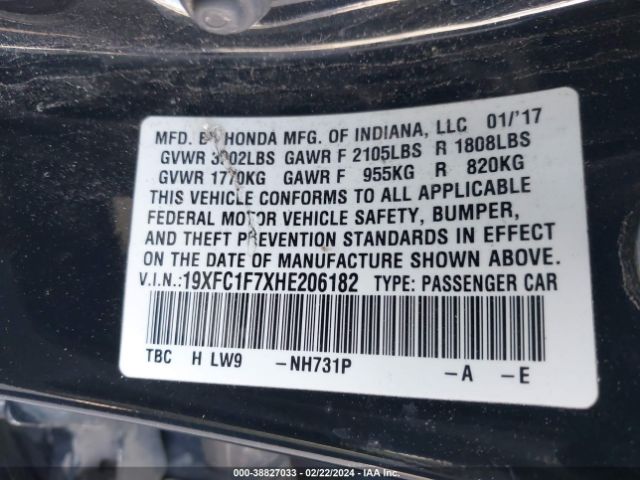 MFD. BY HONDA MFG. OF INDIANA, LLC 01/'17
GVWR 3902LBS GAWR F 2105LBS R 1808LBS
GVWR 1770KG GAWR F 955KG R 820KG
THIS VEHICLE CONFORMS TO ALL APPLICABLE
FEDERAL MOTOR VEHICLE SAFETY, BUMPER,
AND THEFT PREVENTION STANDARDS IN EFFECT
ON THE DATE OF MANUFACTURE SHOWN ABOVE.
V.I.N.:19XFC1F7XHE206182 TYPE: PASSENGER CAR
TBC H LW9 -NH731P -A -E
000-38827033 - 02/22/2024 - IAA Inc.